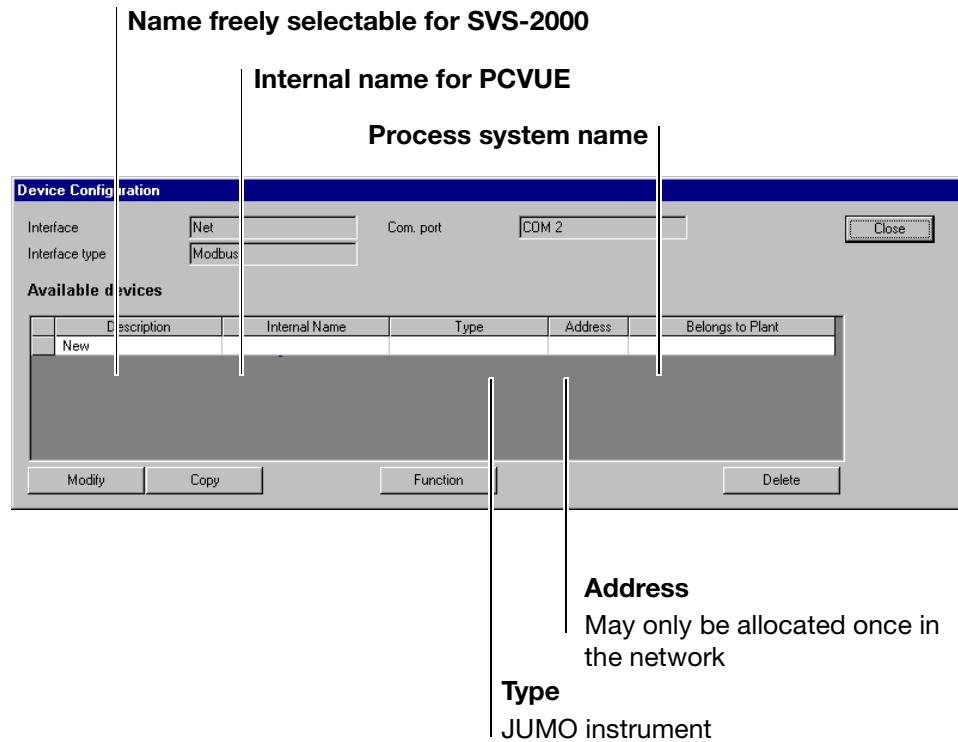 Name freely selectable for SVS-2000
Internal name for PCVUE
Process system name
Device Configuration
Interface Net Com. port COM 2 Close
Interface type Modbus
Available devices
Description Internal Name Type Address Belongs to Plant
New
Modify Copy Function Delete
Address
May only be allocated once in
the network
Type
JUMO instrument